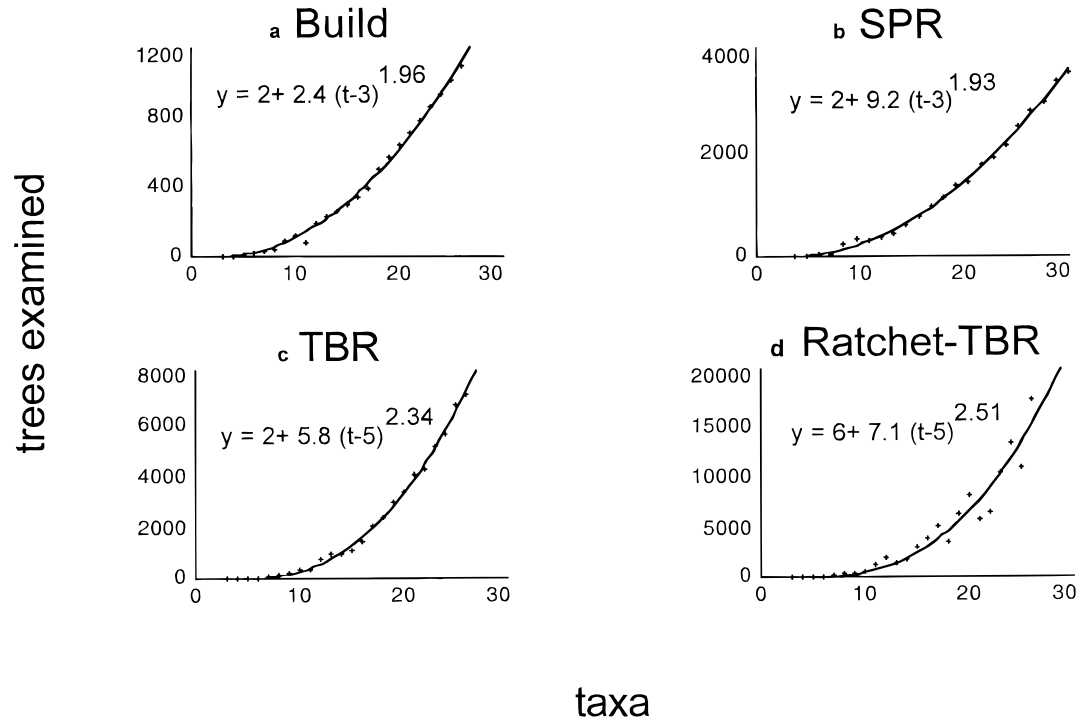 a Build
1200
800
400
0
y = 2+ 2.4 (t-3)1.96
0 10 20 30
b SPR
4000
2000
0
y = 2+ 9.2 (t-3)1.93
0 10 20 30
trees examined
c TBR
8000
6000
4000
2000
0
y = 2+ 5.8 (t-5)2.34
0 10 20 30
d Ratchet-TBR
20000
15000
10000
5000
0
y = 6+ 7.1 (t-5)2.51
0 10 20 30
taxa